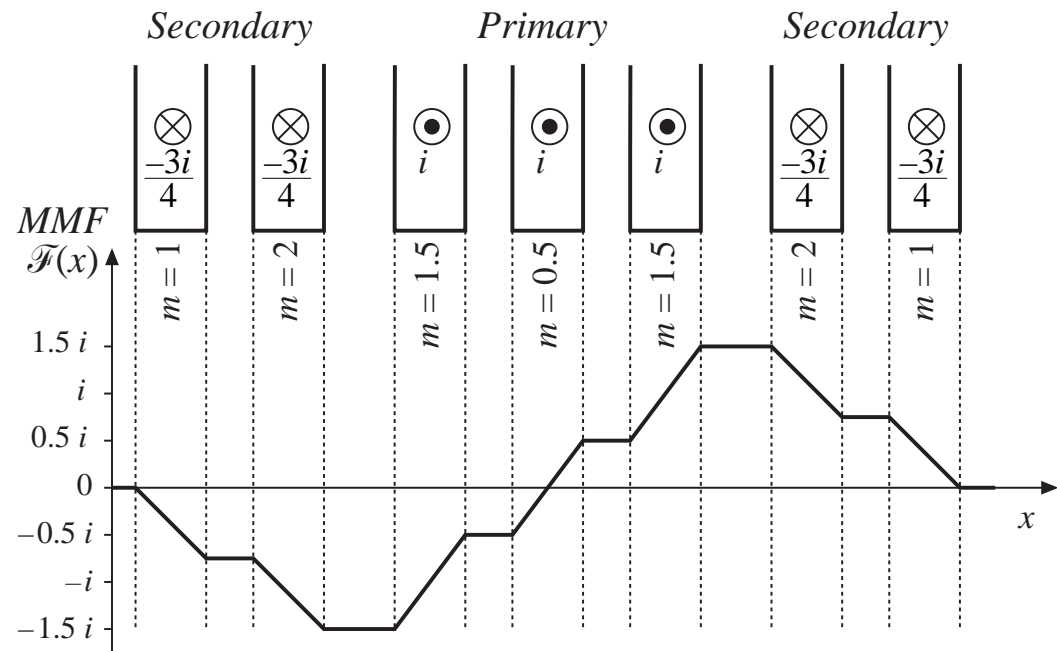 Secondary Primary Secondary
–3i/4 –3i/4 i i i –3i/4 –3i/4
MMF
ℱ(x)
m = 1 m = 2 m = 1.5 m = 0.5 m = 1.5 m = 2 m = 1
1.5 i
i
0.5 i
0
–0.5 i
–i
–1.5 i
x